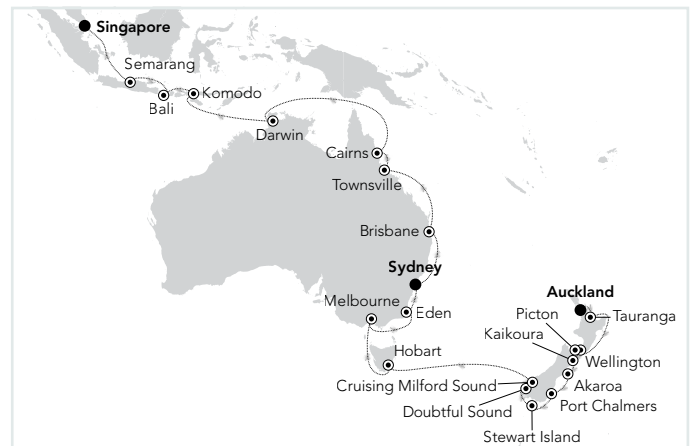 Singapore
Semarang
Komodo
Bali
Darwin
Cairns
Townsville
Brisbane
Sydney
Auckland
Melbourne
Eden
Picton
Tauranga
Kaikoura
Hobart
Wellington
Cruising Milford Sound
Akaroa
Doubtful Sound
Port Chalmers
Stewart Island